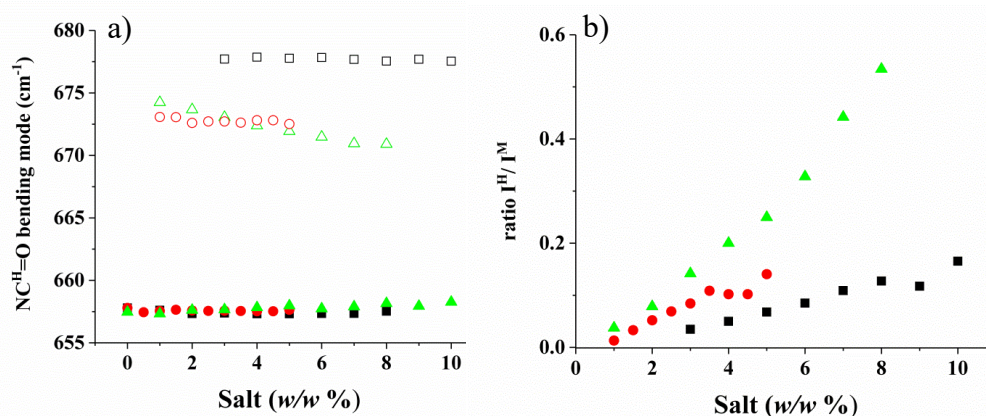 a)
NCᴴ=O bending mode (cm⁻¹)
680
675
670
665
660
655
0 2 4 6 8 10
Salt (w/w %)
b)
ratio Iᴴ/ Iᴹ
0.6
0.4
0.2
0.0
0 2 4 6 8 10
Salt (w/w %)